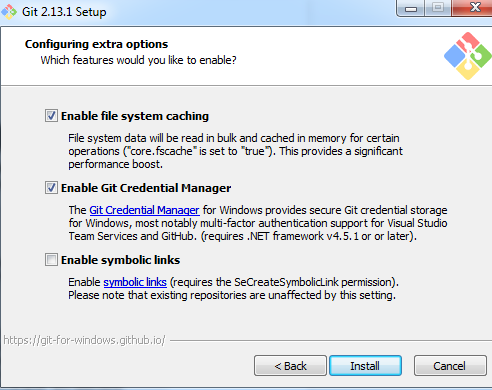 Git 2.13.1 Setup
Configuring extra options
Which features would you like to enable?
Enable file system caching
File system data will be read in bulk and cached in memory for certain
operations ("core.fscache" is set to "true"). This provides a significant
performance boost.
Enable Git Credential Manager
The Git Credential Manager for Windows provides secure Git credential storage
for Windows, most notably multi-factor authentication support for Visual Studio
Team Services and GitHub. (requires .NET framework v4.5.1 or or later).
Enable symbolic links
Enable symbolic links (requires the SeCreateSymbolicLink permission).
Please note that existing repositories are unaffected by this setting.
https://git-for-windows.github.io/
< Back
Install
Cancel